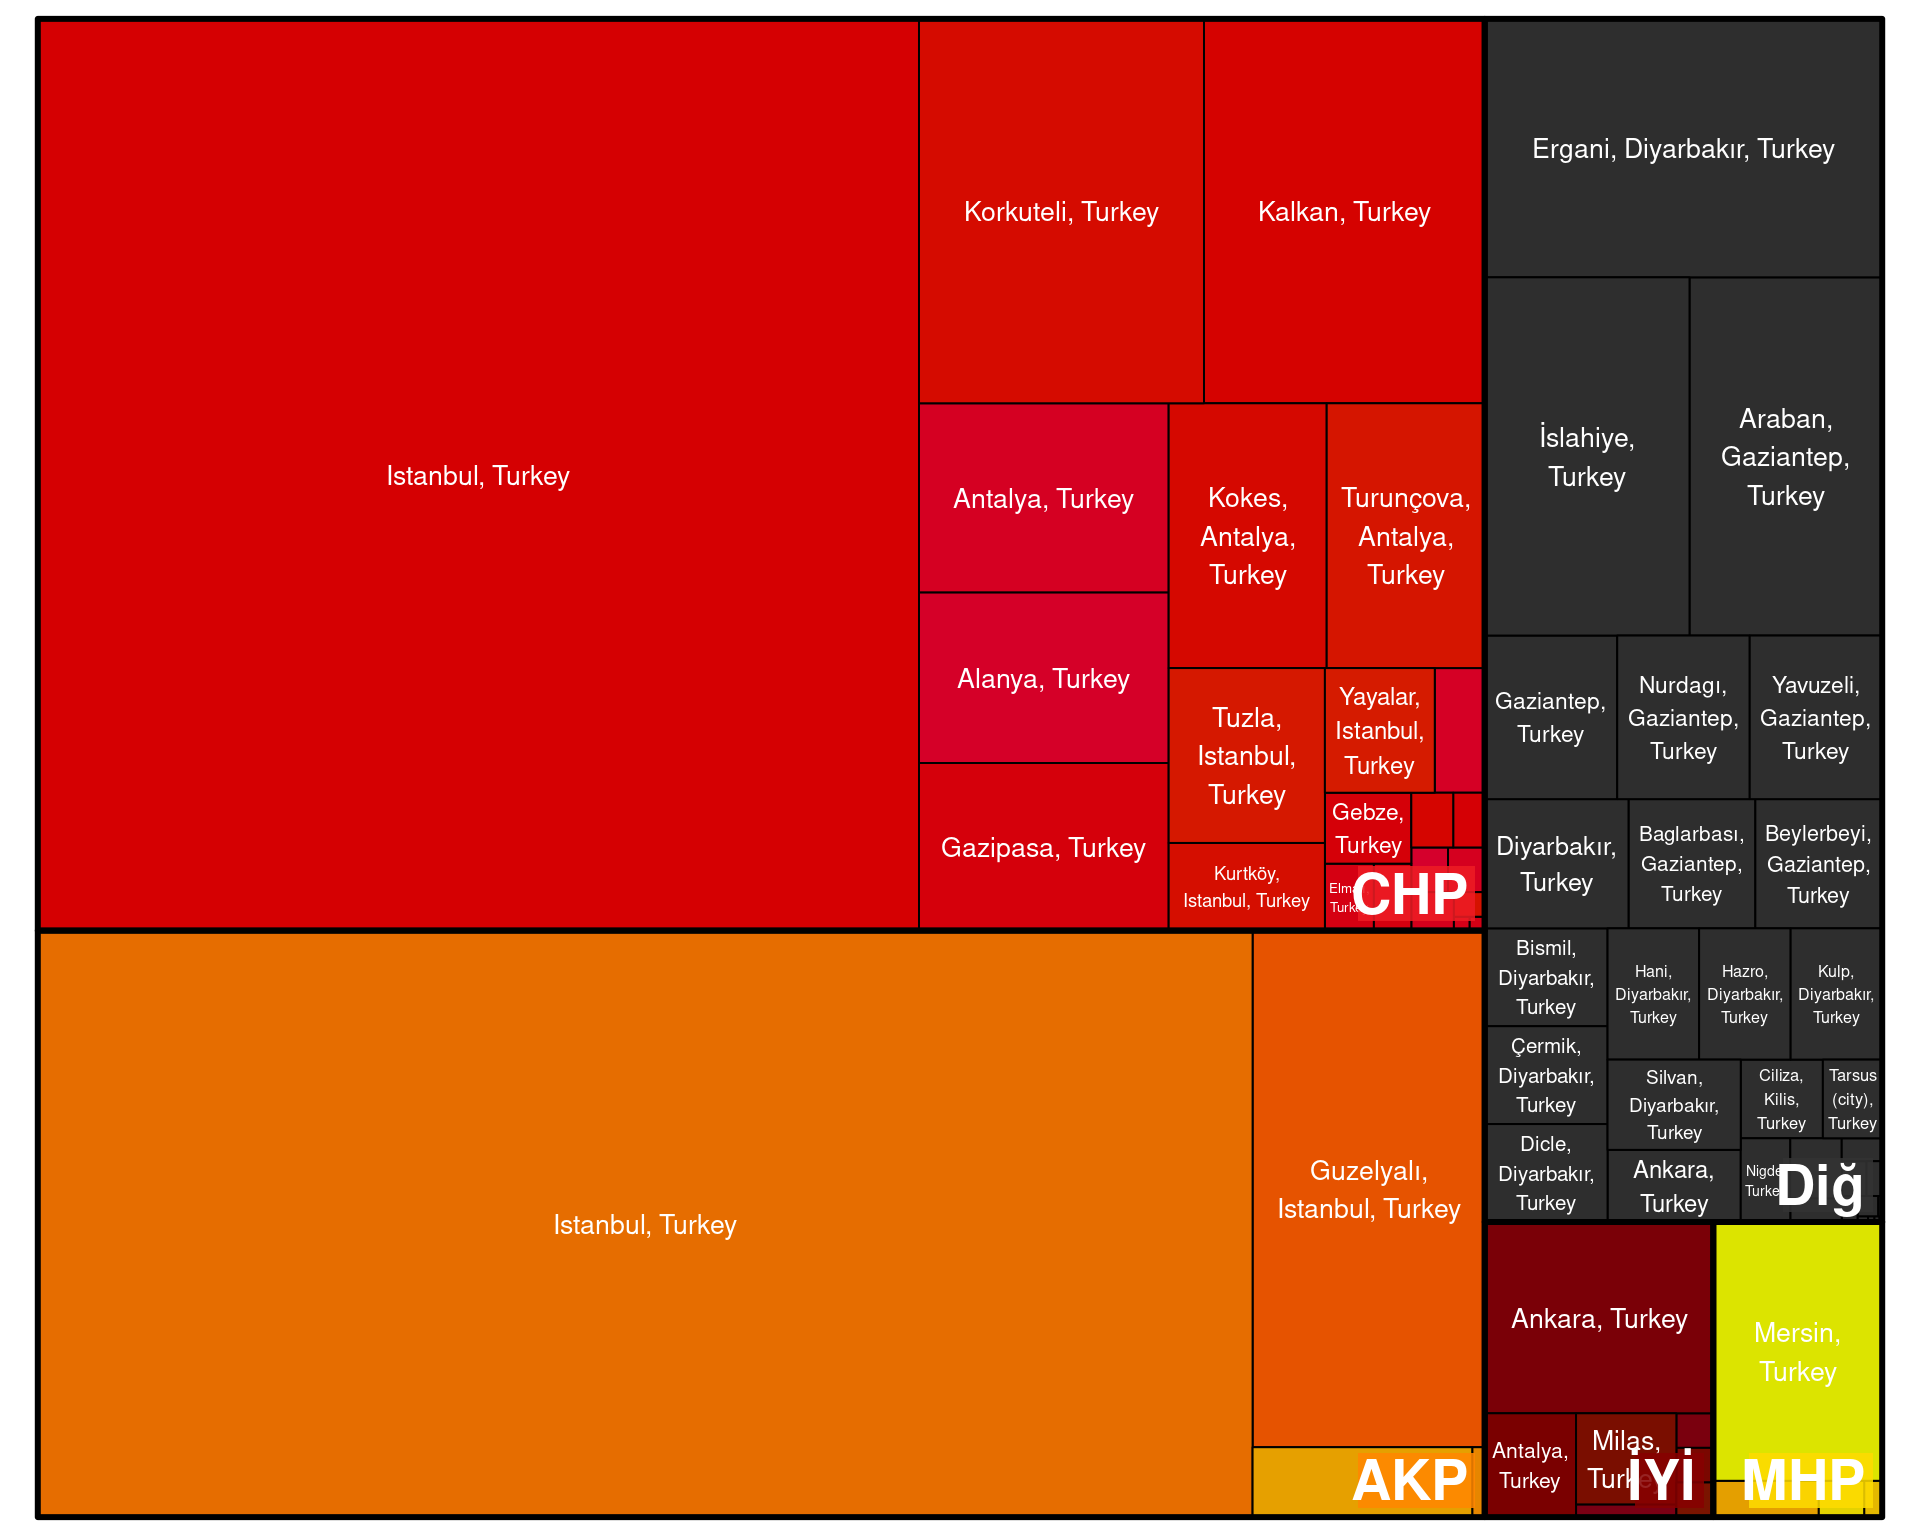 Istanbul, Turkey
Korkuteli, Turkey
Kalkan, Turkey
Antalya, Turkey
Alanya, Turkey
Gazipasa, Turkey
Kokes,
Antalya,
Turkey
Turunçova,
Antalya,
Turkey
Tuzla,
Istanbul,
Turkey
Kurtköy,
Istanbul, Turkey
Yayalar,
Istanbul,
Turkey
Gebze,
Turkey
CHP
Istanbul, Turkey
Guzelyalı,
Istanbul, Turkey
AKP
Ergani, Diyarbakır, Turkey
İslahiye,
Turkey
Araban,
Gaziantep,
Turkey
Gaziantep,
Turkey
Nurdagı,
Gaziantep,
Turkey
Yavuzeli,
Gaziantep,
Turkey
Diyarbakır,
Turkey
Baglarbası,
Gaziantep,
Turkey
Beylerbeyi,
Gaziantep,
Turkey
Bismil,
Diyarbakır,
Turkey
Çermik,
Diyarbakır,
Turkey
Dicle,
Diyarbakır,
Turkey
Hani,
Diyarbakır,
Turkey
Hazro,
Diyarbakır,
Turkey
Kulp,
Diyarbakır,
Turkey
Silvan,
Diyarbakır,
Turkey
Ankara,
Turkey
Ciliza,
Kilis,
Turkey
Tarsus
(city),
Turkey
Nigde
Turkey
Diğ
Ankara, Turkey
Antalya,
Turkey
Milas,
Turkey
İYİ
Mersin,
Turkey
MHP